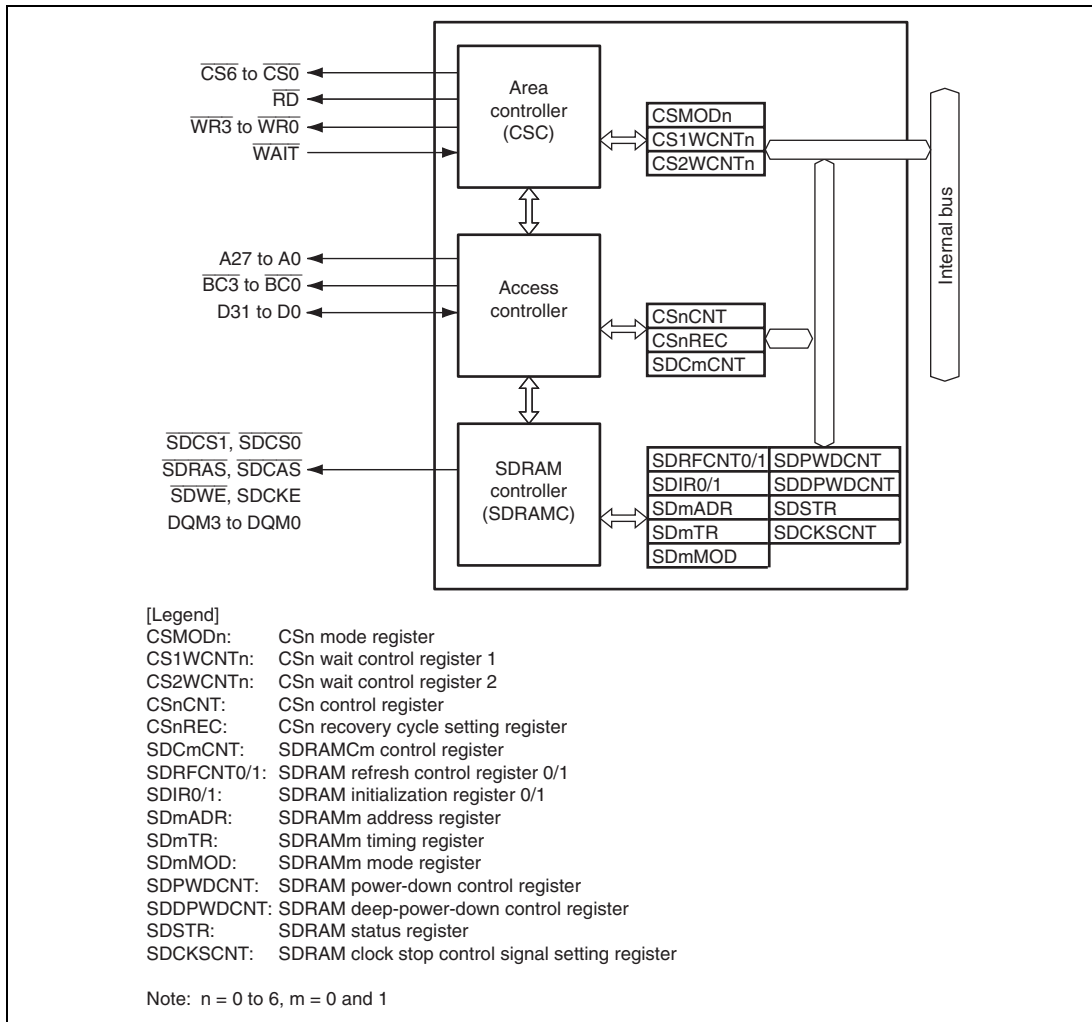 CS6 to CS0
RD
WR3 to WR0
WAIT
Area
controller
(CSC)
CSMODn
CS1WCNTn
CS2WCNTn
Internal bus
A27 to A0
BC3 to BC0
D31 to D0
Access
controller
CSnCNT
CSnREC
SDCmCNT
SDCS1, SDCS0
SDRAS, SDCAS
SDWE, SDCKE
DQM3 to DQM0
SDRAM
controller
(SDRAMC)
SDRFCNT0/1 SDPWDCNT
SDIR0/1 SDDPWDCNT
SDmADR SDSTR
SDmTR SDCKSCNT
SDmMOD
[Legend]
CSMODn: CSn mode register
CS1WCNTn: CSn wait control register 1
CS2WCNTn: CSn wait control register 2
CSnCNT: CSn control register
CSnREC: CSn recovery cycle setting register
SDCmCNT: SDRAMCm control register
SDRFCNT0/1: SDRAM refresh control register 0/1
SDIR0/1: SDRAM initialization register 0/1
SDmADR: SDRAMm address register
SDmTR: SDRAMm timing register
SDmMOD: SDRAMm mode register
SDPWDCNT: SDRAM power-down control register
SDDPWDCNT: SDRAM deep-power-down control register
SDSTR: SDRAM status register
SDCKSCNT: SDRAM clock stop control signal setting register
Note: n = 0 to 6, m = 0 and 1